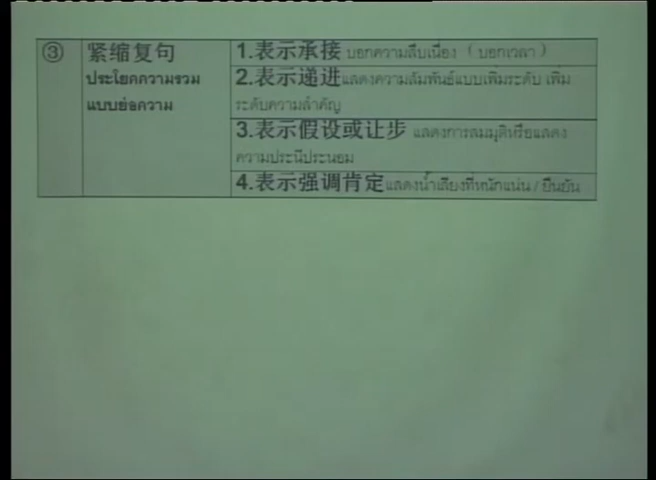 ③ 紧缩复句 1.表示承接 บอกความสืบเนื่อง ( บอกเวลา )
ประโยคความรวม 2.表示递进แสดงความสัมพันธ์แบบเพิ่มระดับ เพิ่ม
แบบย่อความ ระดับความสำคัญ
3.表示假设或让步 แสดงการสมมุติหรือแสดง
ความประนีประนอม
4.表示强调肯定แสดงน้ำเสียงที่หนักแน่น / ยืนยัน